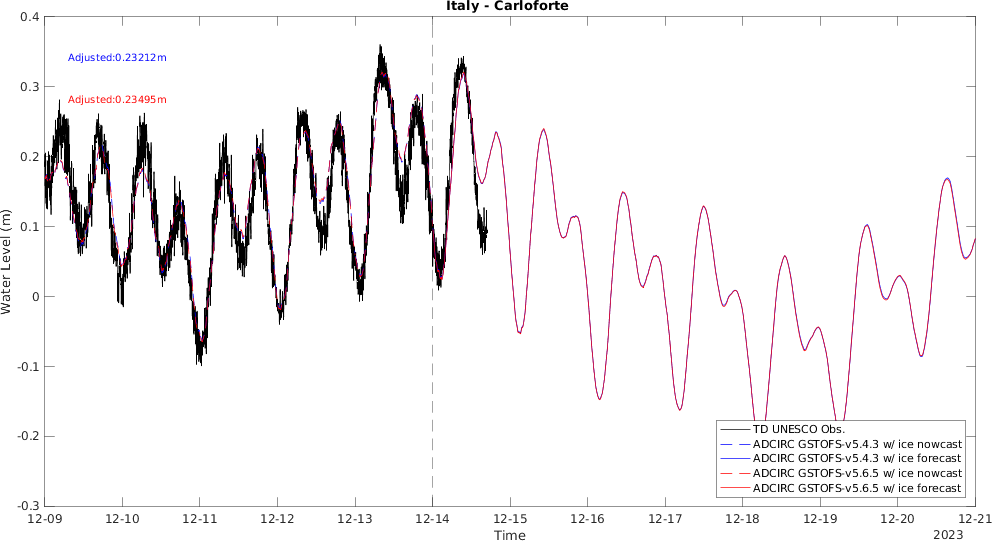 Italy - Carloforte
Adjusted:0.23212m
Adjusted:0.23495m
Water Level (m)
0.4
0.3
0.2
0.1
0
-0.1
-0.2
-0.3
TD UNESCO Obs.
ADCIRC GSTOFS-v5.4.3 w/ ice nowcast
ADCIRC GSTOFS-v5.4.3 w/ ice forecast
ADCIRC GSTOFS-v5.6.5 w/ ice nowcast
ADCIRC GSTOFS-v5.6.5 w/ ice forecast
12-09 12-10 12-11 12-12 12-13 12-14 12-15 12-16 12-17 12-18 12-19 12-20 12-21
Time
2023